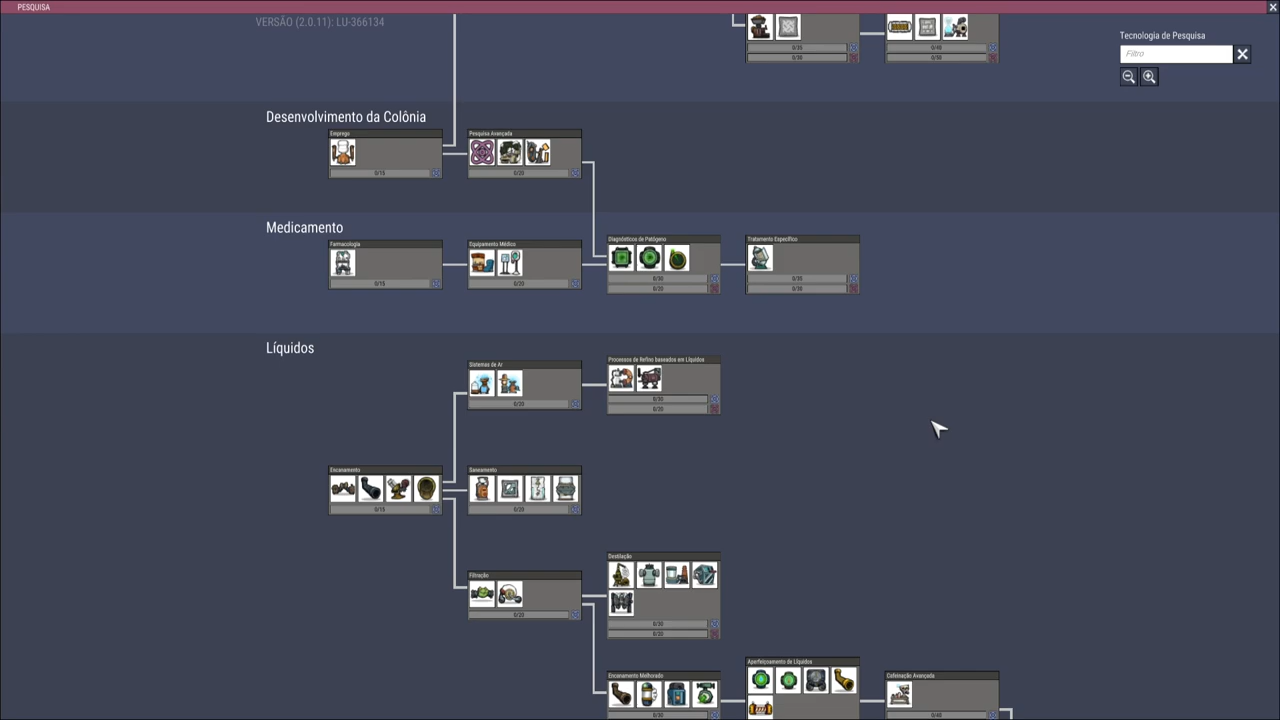 PESQUISA
VERSÃO (2.0.11): LU-366134
Tecnologia de Pesquisa
Filtro
0/35
0/30
0/40
0/50
Desenvolvimento da Colônia
Emprego
0/15
Pesquisa Avançada
0/20
Medicamento
Farmacologia
0/15
Equipamento Médico
0/20
Diagnósticos de Patógeno
0/30
0/20
Tratamento Específico
0/35
0/30
Líquidos
Sistemas de Ar
0/20
Processos de Refino baseados em Líquidos
0/30
0/20
Encanamento
0/15
Saneamento
0/20
Filtração
0/20
Destilação
0/30
0/20
Encanamento Melhorado
0/30
Aperfeiçoamento de Líquidos
Cafeinação Avançada
0/40